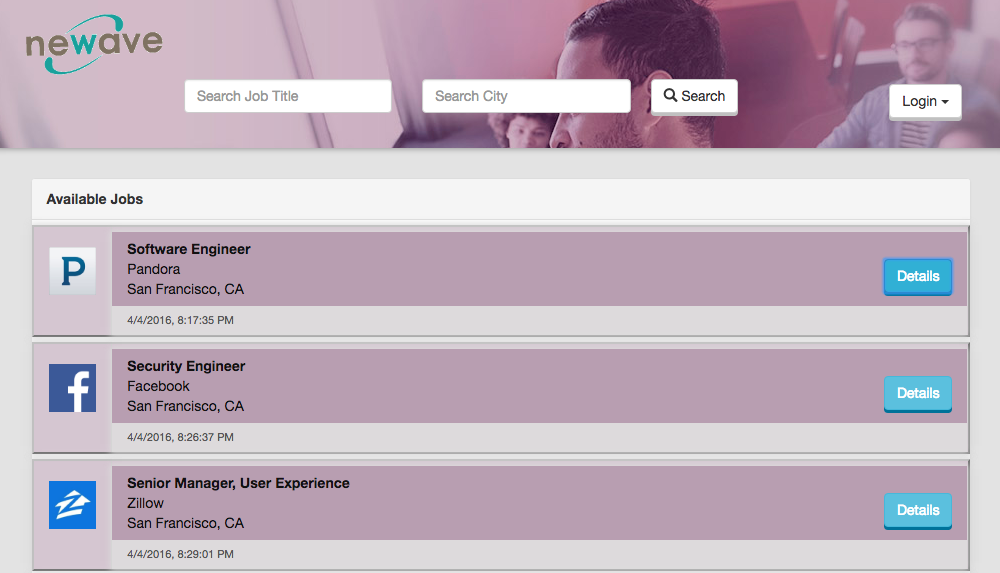 newave
Search Job Title
Search City
Search
Login
Available Jobs
P
Software Engineer
Pandora
San Francisco, CA
Details
4/4/2016, 8:17:35 PM
f
Security Engineer
Facebook
San Francisco, CA
Details
4/4/2016, 8:26:37 PM
Senior Manager, User Experience
Zillow
San Francisco, CA
Details
4/4/2016, 8:29:01 PM